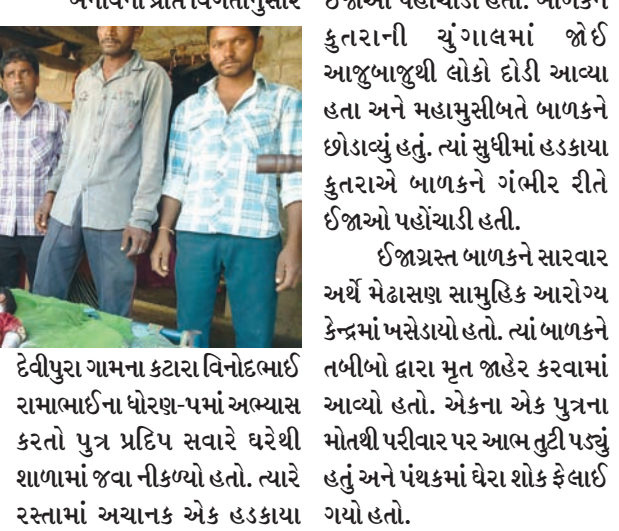 બનાવની પ્રાત વિગતાનુસાર
દેવીપુરા ગામના કટારા વિનોદભાઈ
રામાભાઈના ધોરણ-૫માં અભ્યાસ
કરતો પુત્ર પ્રદિપ સવારે ઘરેથી
શાળામાં જવા નીકળ્યો હતો. ત્યારે
રસ્તામાં અચાનક એક હડકાયા
ઈજાઓ પહોંચાડી હતી. બાળકને
કુતરાની ચુંગાલમાં જોઈ
આજુબાજુથી લોકો દોડી આવ્યા
હતા અને મહામુસીબતે બાળકને
છોડાવ્યું હતું. ત્યાં સુધીમાં હડકાયા
કુતરાએ બાળકને ગંભીર રીતે
ઈજાઓ પહોંચાડી હતી.
ઈજાગ્રસ્ત બાળકને સારવાર
અર્થે મેઢાસણ સામુહિક આરોગ્ય
કેન્દ્રમાં ખસેડાયો હતો. ત્યાં બાળકને
તબીબો દ્વારા મૃત જાહેર કરવામાં
આવ્યો હતો. એકના એક પુત્રના
મોતથી પરીવાર પર આભ તુટી પડ્યું
હતું અને પંથકમાં ઘેરા શોક ફેલાઈ
ગયો હતો.